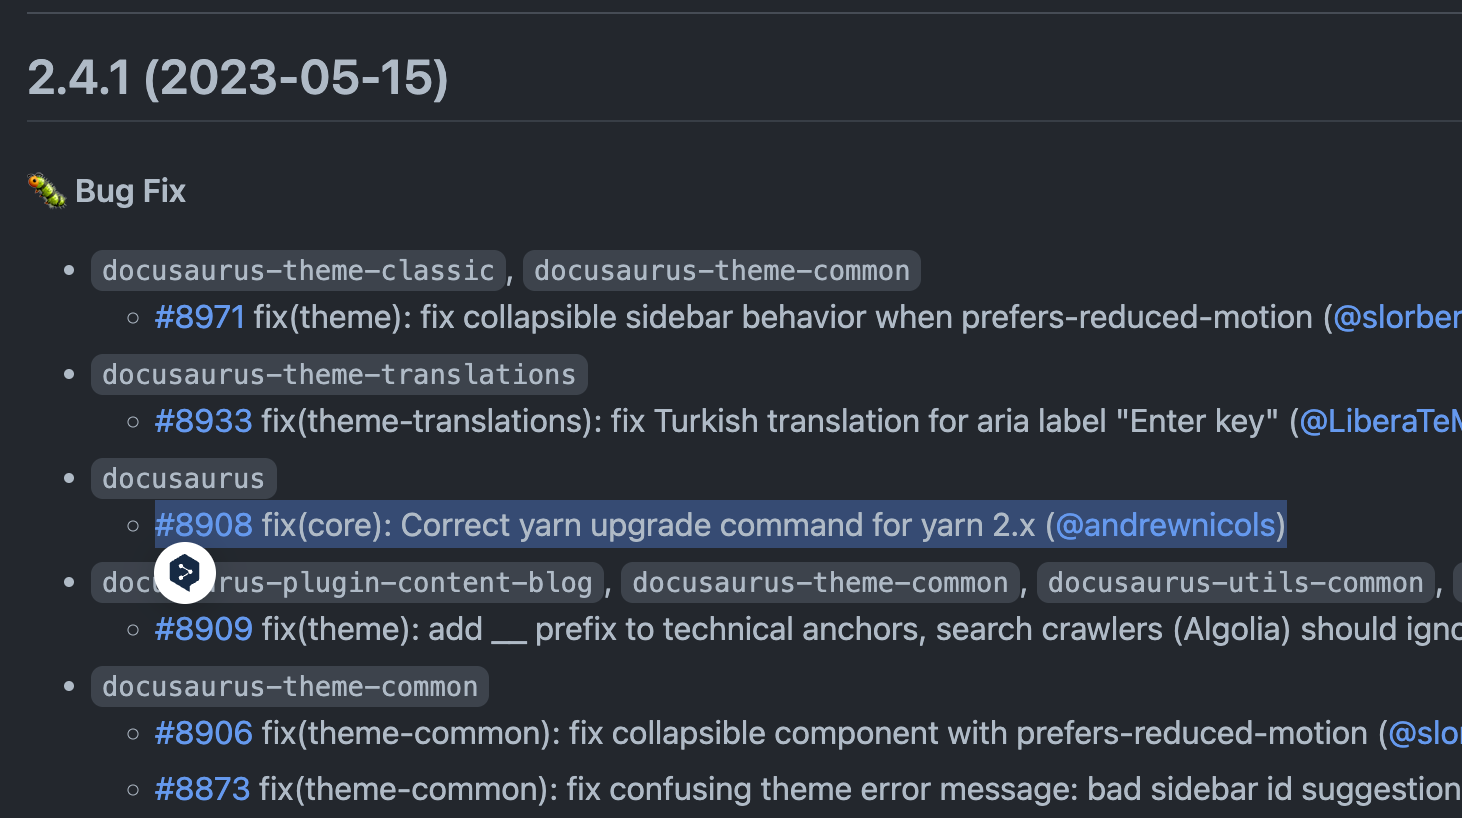 2.4.1 (2023-05-15)
Bug Fix
docusaurus-theme-classic, docusaurus-theme-common
#8971 fix(theme): fix collapsible sidebar behavior when prefers-reduced-motion (@slorber
docusaurus-theme-translations
#8933 fix(theme-translations): fix Turkish translation for aria label "Enter key" (@LiberaTeM
docusaurus
#8908 fix(core): Correct yarn upgrade command for yarn 2.x (@andrewnicols)
docusaurus-plugin-content-blog, docusaurus-theme-common, docusaurus-utils-common,
#8909 fix(theme): add __ prefix to technical anchors, search crawlers (Algolia) should igno
docusaurus-theme-common
#8906 fix(theme-common): fix collapsible component with prefers-reduced-motion (@slo
#8873 fix(theme-common): fix confusing theme error message: bad sidebar id suggestion